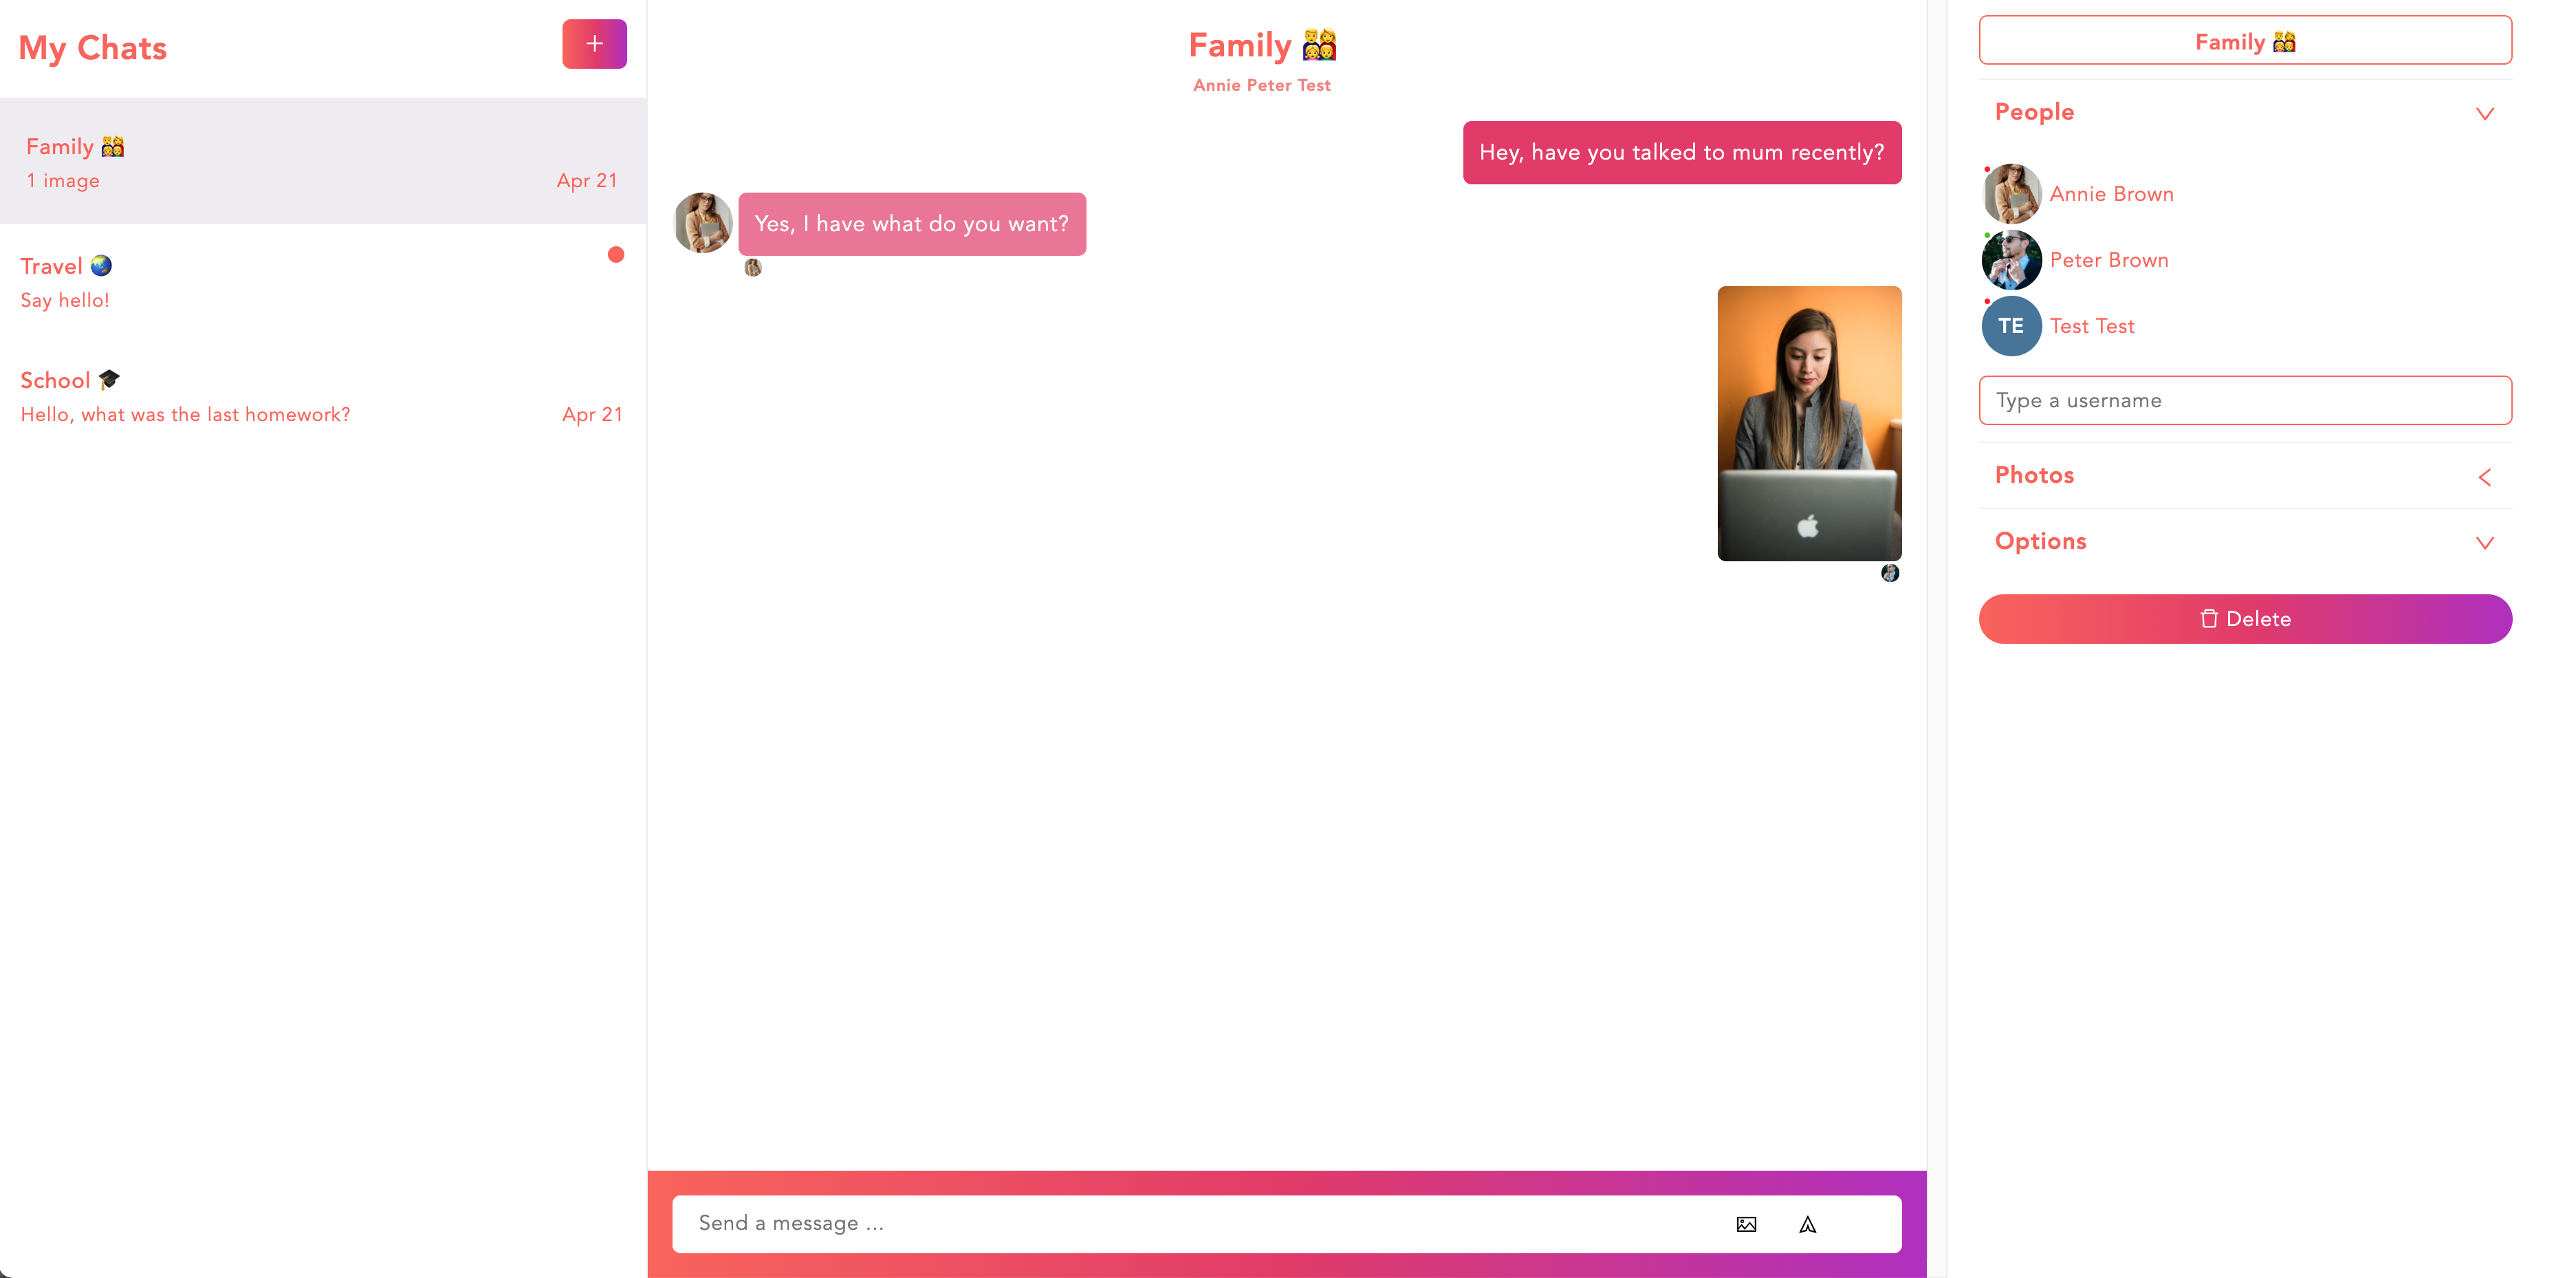 My Chats
+
Family 👨‍👩‍👧‍👦
1 image
Apr 21
Travel 🌏
Say hello!
School 🎓
Hello, what was the last homework?
Apr 21
Family 👨‍👩‍👧‍👦
Annie Peter Test
Hey, have you talked to mum recently?
Yes, I have what do you want?
Send a message ...
Family 👨‍👩‍👧‍👦
People
Annie Brown
Peter Brown
TE
Test Test
Type a username
Photos
Options
Delete